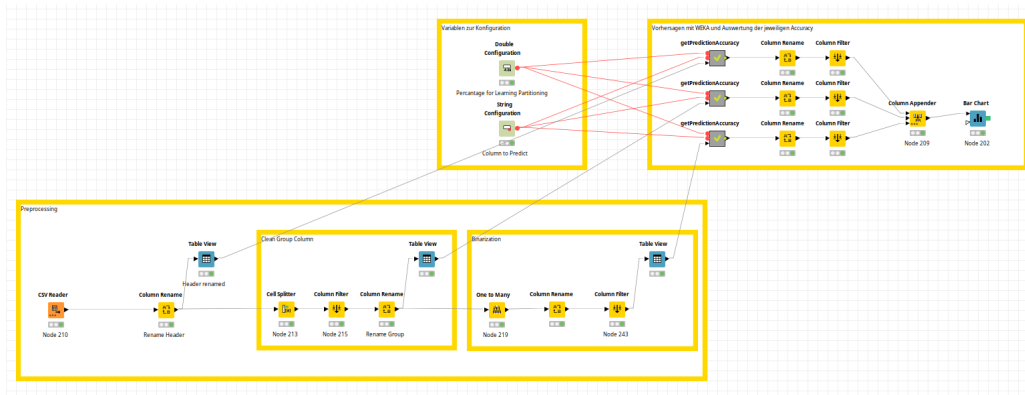 Variablen zur Konfiguration
Double
Configuration
Percentage for Learning Partitioning
String
Configuration
Column to Predict
Vorhersagen mit WEKA und Auswertung der jeweiligen Accuracy
getPredictionAccuracy
Column Rename
Column Filter
getPredictionAccuracy
Column Rename
Column Filter
getPredictionAccuracy
Column Rename
Column Filter
Column Appender
Node 209
Bar Chart
Node 202
Preprocessing
CSV Reader
Node 210
Column Rename
Rename Header
Table View
Header renamed
Clean Group Column
Cell Splitter
Node 213
Column Filter
Node 215
Column Rename
Rename Group
Table View
Binarization
One to Many
Node 219
Column Rename
Column Filter
Node 243
Table View